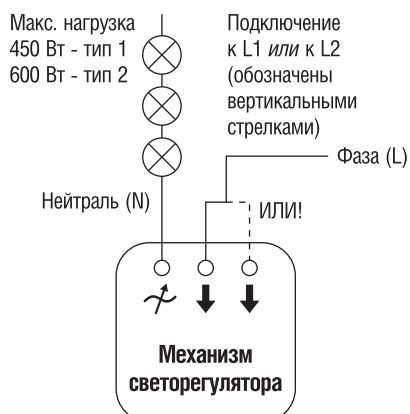 Макс. нагрузка
450 Вт - тип 1
600 Вт - тип 2
Подключение
к L1 или к L2
(обозначены
вертикальными
стрелками)
Фаза (L)
Нейтраль (N)
ИЛИ!
Механизм
светорегулятора